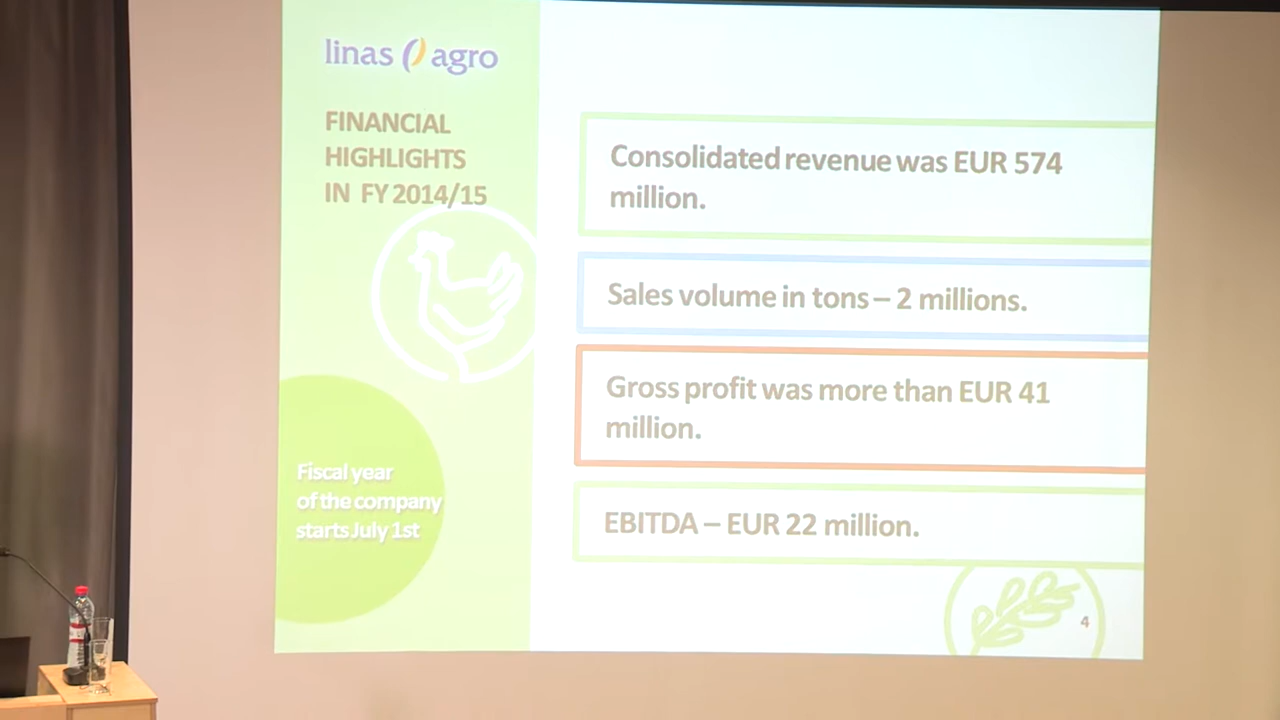 linas agro
FINANCIAL
HIGHLIGHTS
IN FY 2014/15
Fiscal year
of the company
starts July 1st
Consolidated revenue was EUR 574
million.
Sales volume in tons – 2 millions.
Gross profit was more than EUR 41
million.
EBITDA – EUR 22 million.
4